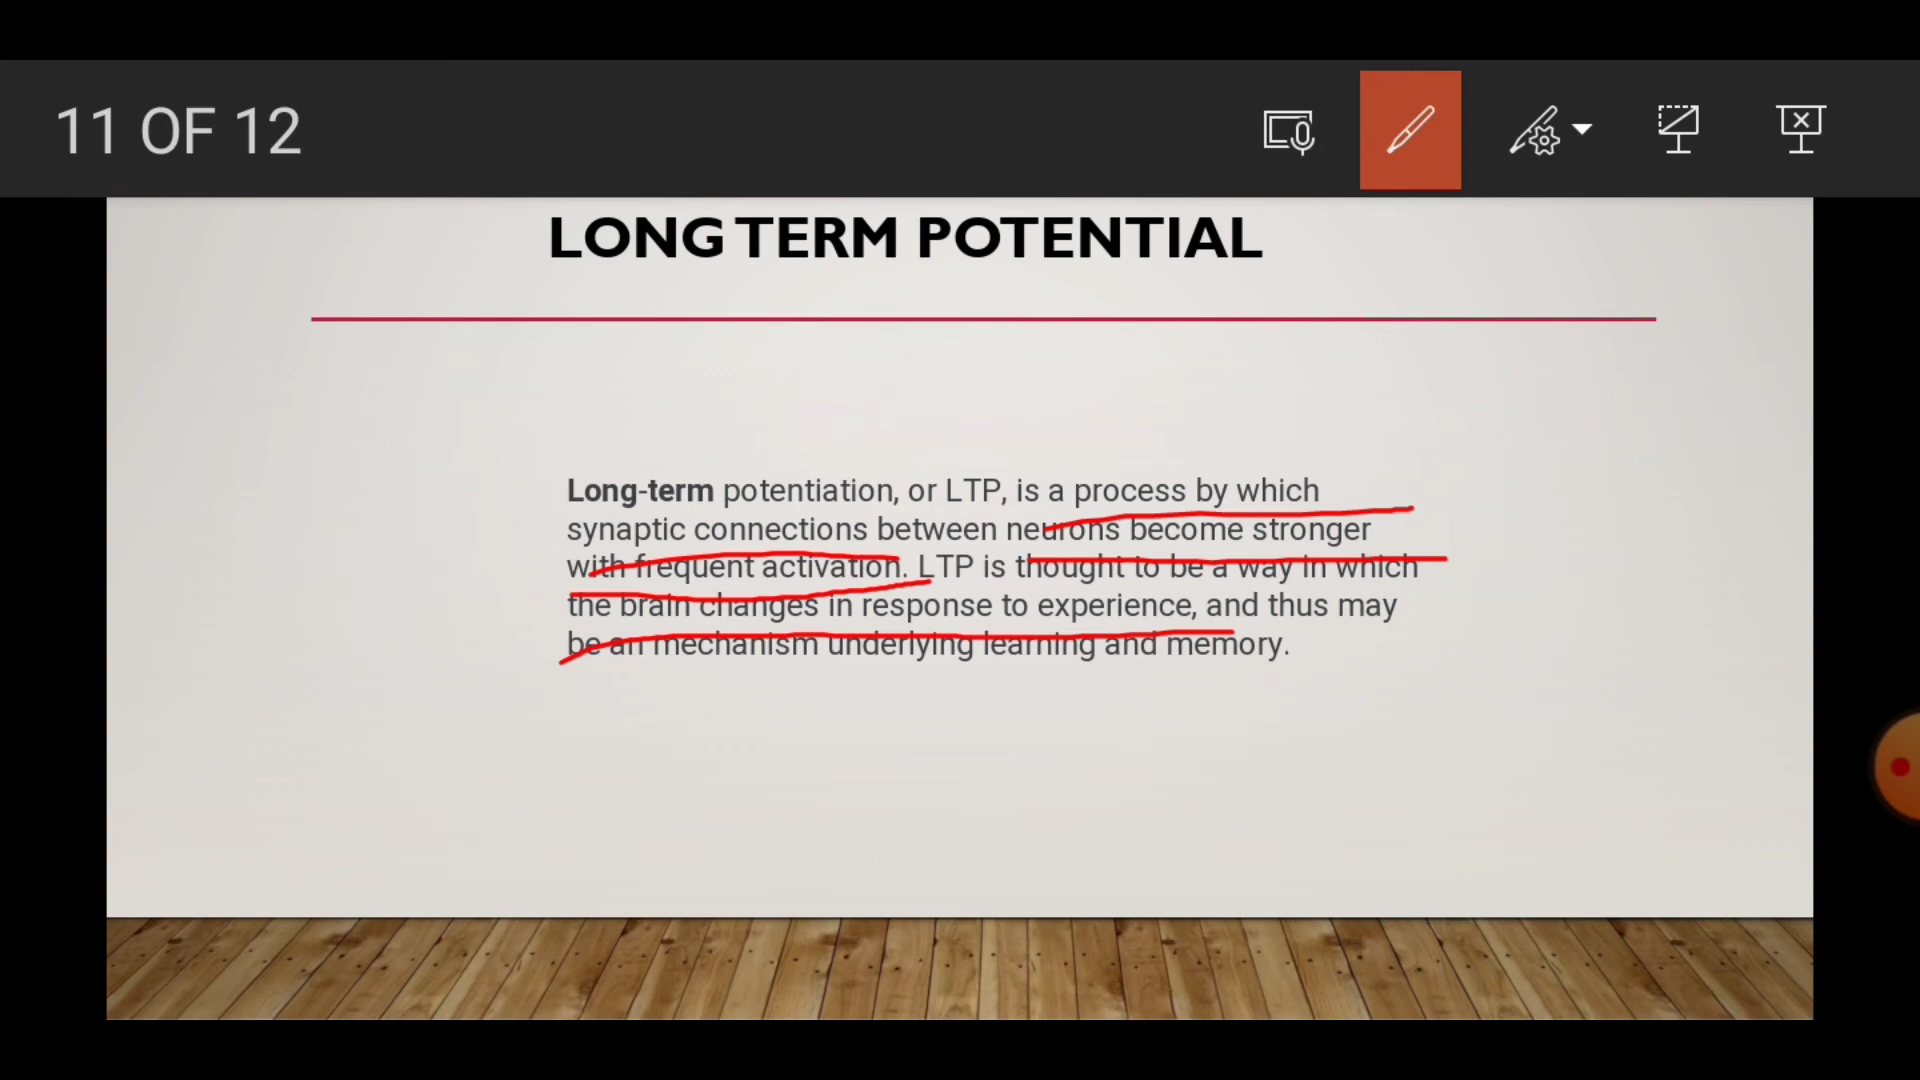 11 OF 12
LONG TERM POTENTIAL
Long-term potentiation, or LTP, is a process by which
synaptic connections between neurons become stronger
with frequent activation. LTP is thought to be a way in which
the brain changes in response to experience, and thus may
be an mechanism underlying learning and memory.